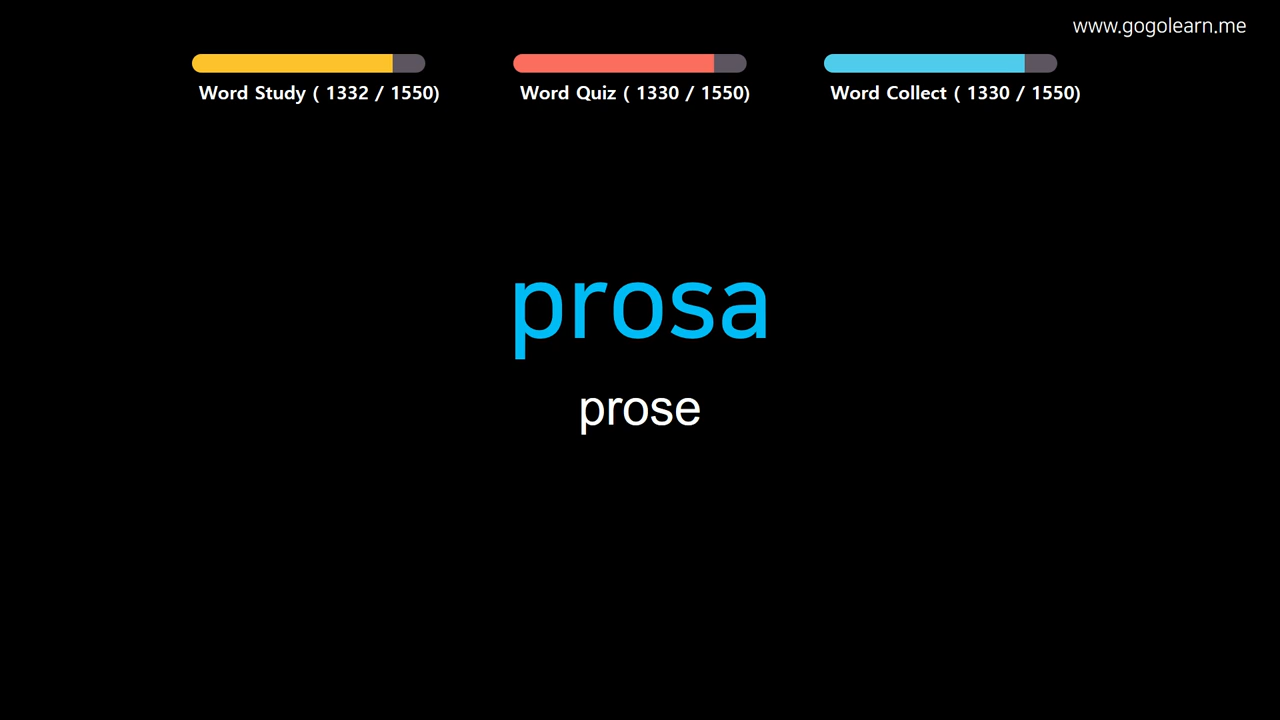 www.gogolearn.me
Word Study ( 1332 / 1550)
Word Quiz ( 1330 / 1550)
Word Collect ( 1330 / 1550)
prosa
prose